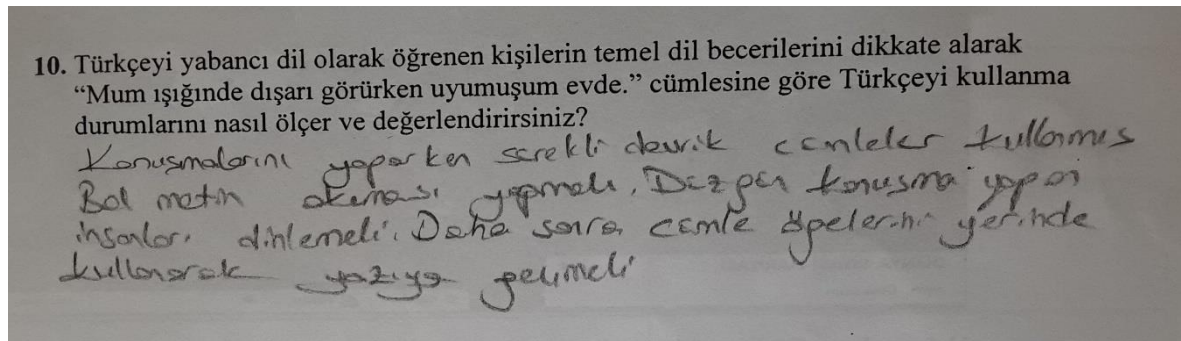 10. Türkçeyi yabancı dil olarak öğrenen kişilerin temel dil becerilerini dikkate alarak
“Mum ışığınde dışarı görürken uyumuşum evde.” cümlesine göre Türkçeyi kullanma
durumlarını nasıl ölçer ve değerlendirirsiniz?
Konuşmalarını yaparken sürekli devrik cümleler kullanmış
Bol metin okuması yapmalı. Düzgün konuşma yapan
insanları dinlemeli. Daha sonra cümle öğelerini yerinde
kullanarak yazıya geçmeli